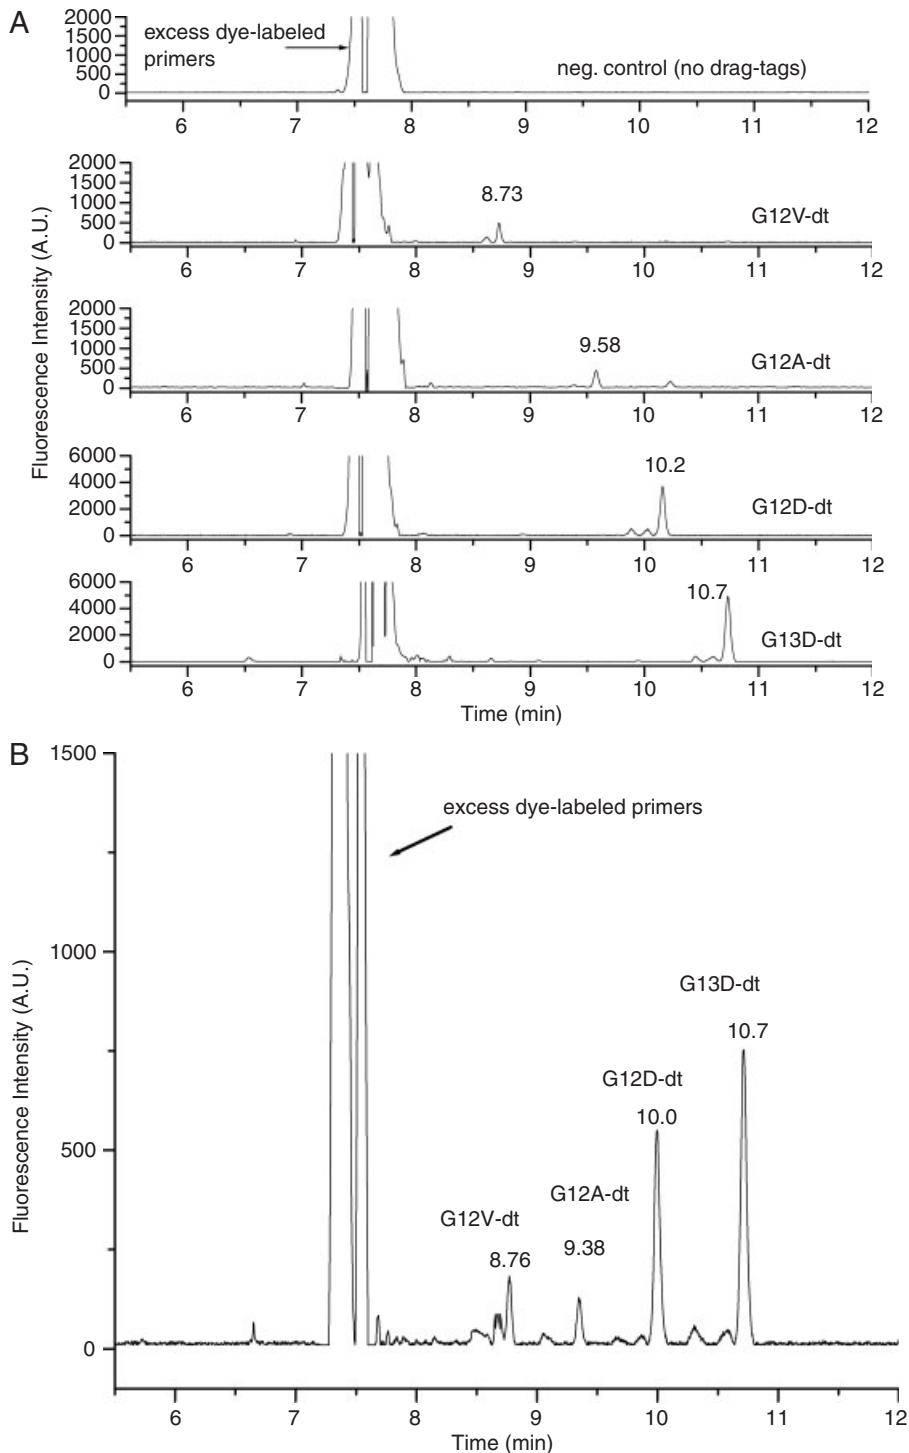 A
2000
1500
1000
500
0
excess dye-labeled
primers
neg. control (no drag-tags)
6 7 8 9 10 11 12
2000
1500
1000
500
0
8.73
G12V-dt
6 7 8 9 10 11 12
2000
1500
1000
500
0
9.58
G12A-dt
6 7 8 9 10 11 12
6000
4000
2000
0
10.2
G12D-dt
6 7 8 9 10 11 12
6000
4000
2000
0
10.7
G13D-dt
6 7 8 9 10 11 12
Time (min)
Fluorescence Intensity (A.U.)
B
1500
1000
500
0
excess dye-labeled primers
G13D-dt
10.7
G12D-dt
10.0
G12A-dt
9.38
G12V-dt
8.76
6 7 8 9 10 11 12
Time (min)
Fluorescence Intensity (A.U.)